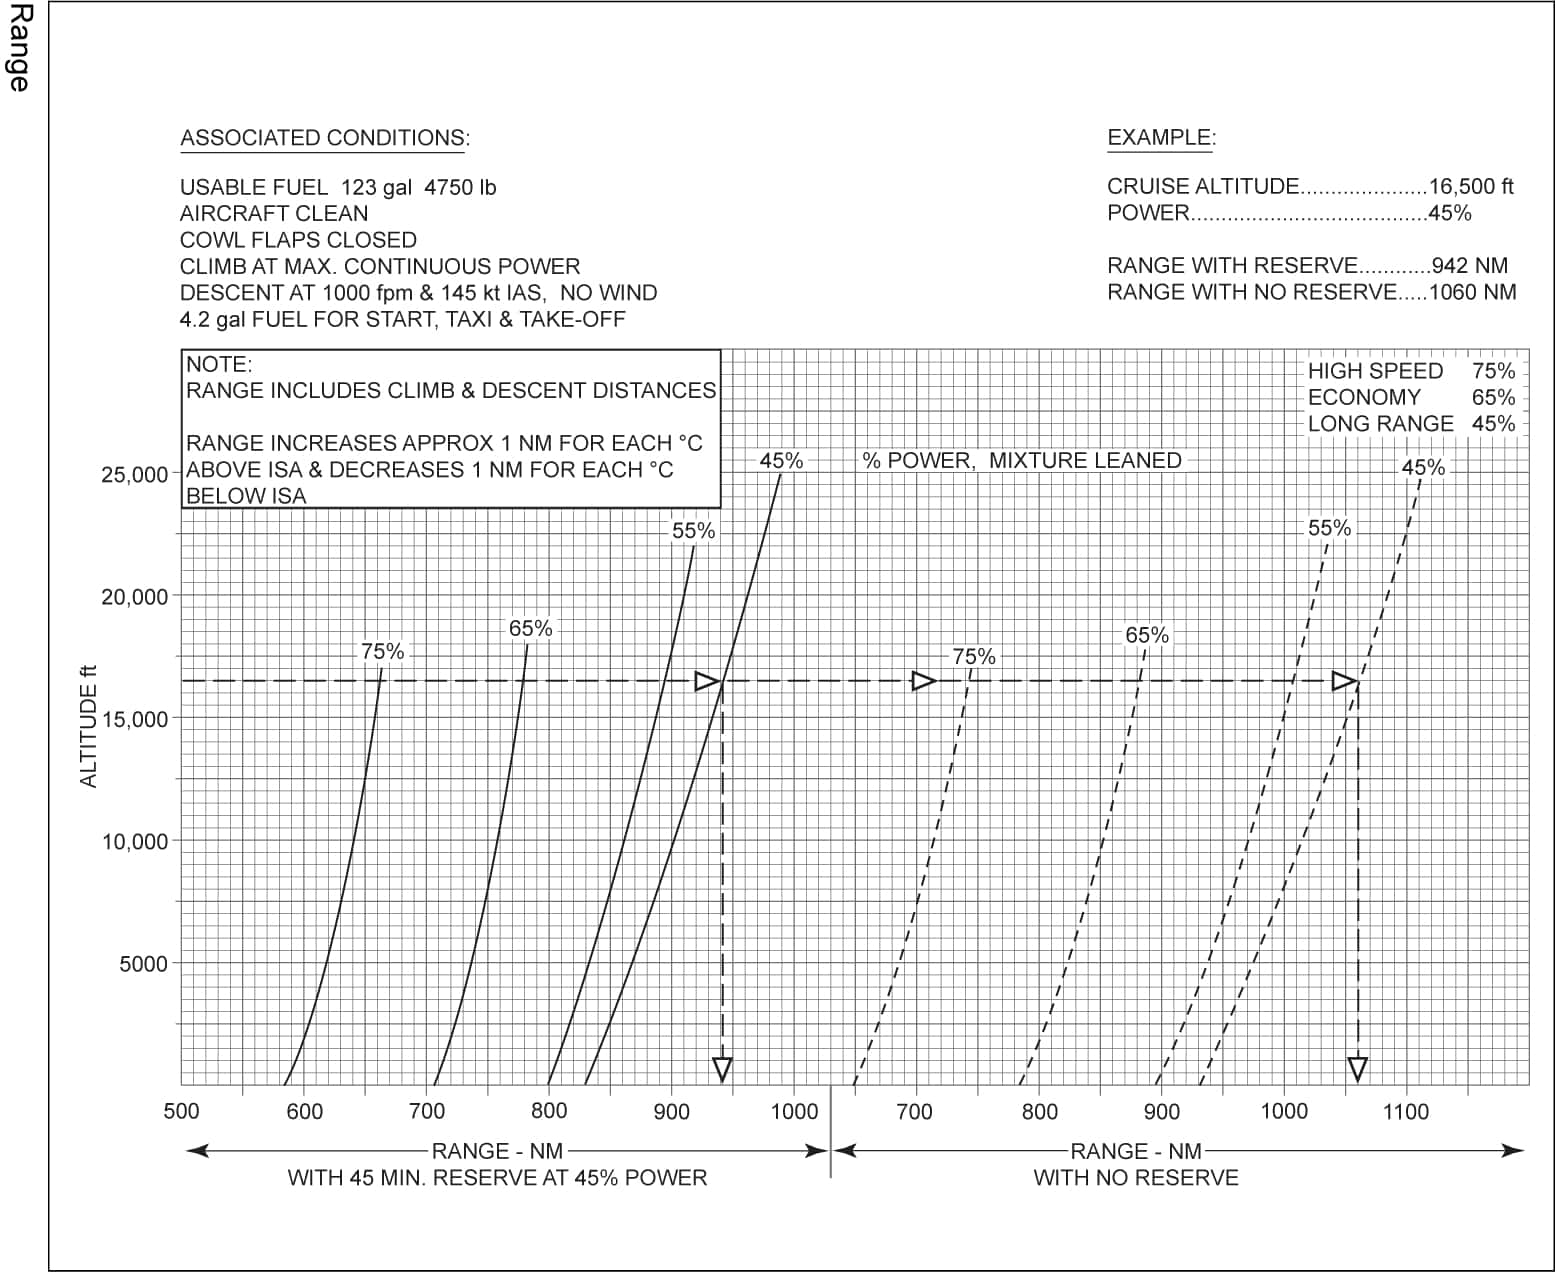 Range
ASSOCIATED CONDITIONS:
USABLE FUEL 123 gal 4750 lb
AIRCRAFT CLEAN
COWL FLAPS CLOSED
CLIMB AT MAX. CONTINUOUS POWER
DESCENT AT 1000 fpm & 145 kt IAS, NO WIND
4.2 gal FUEL FOR START, TAXI & TAKE-OFF
EXAMPLE:
CRUISE ALTITUDE.....................16,500 ft
POWER.......................................45%
RANGE WITH RESERVE............942 NM
RANGE WITH NO RESERVE.....1060 NM
NOTE:
RANGE INCLUDES CLIMB & DESCENT DISTANCES
RANGE INCREASES APPROX 1 NM FOR EACH °C
ABOVE ISA & DECREASES 1 NM FOR EACH °C
BELOW ISA
HIGH SPEED 75%
ECONOMY 65%
LONG RANGE 45%
% POWER, MIXTURE LEANED
75%
65%
55%
45%
75%
65%
55%
45%
ALTITUDE ft
25,000
20,000
15,000
10,000
5000
500 600 700 800 900 1000 700 800 900 1000 1100
RANGE - NM
WITH 45 MIN. RESERVE AT 45% POWER
RANGE - NM
WITH NO RESERVE